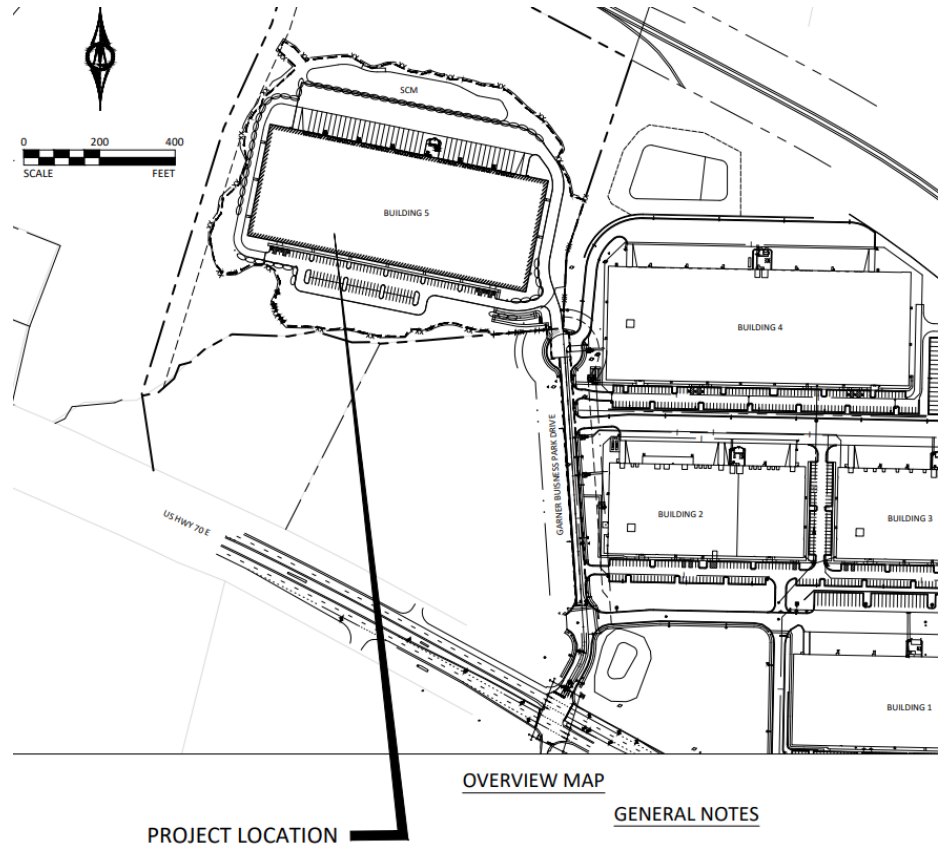 SCM
0 200 400
SCALE FEET
BUILDING 5
BUILDING 4
GARNER BUISNESS PARK DRIVE
BUILDING 2
BUILDING 3
US HWY 70 E
BUILDING 1
OVERVIEW MAP
GENERAL NOTES
PROJECT LOCATION